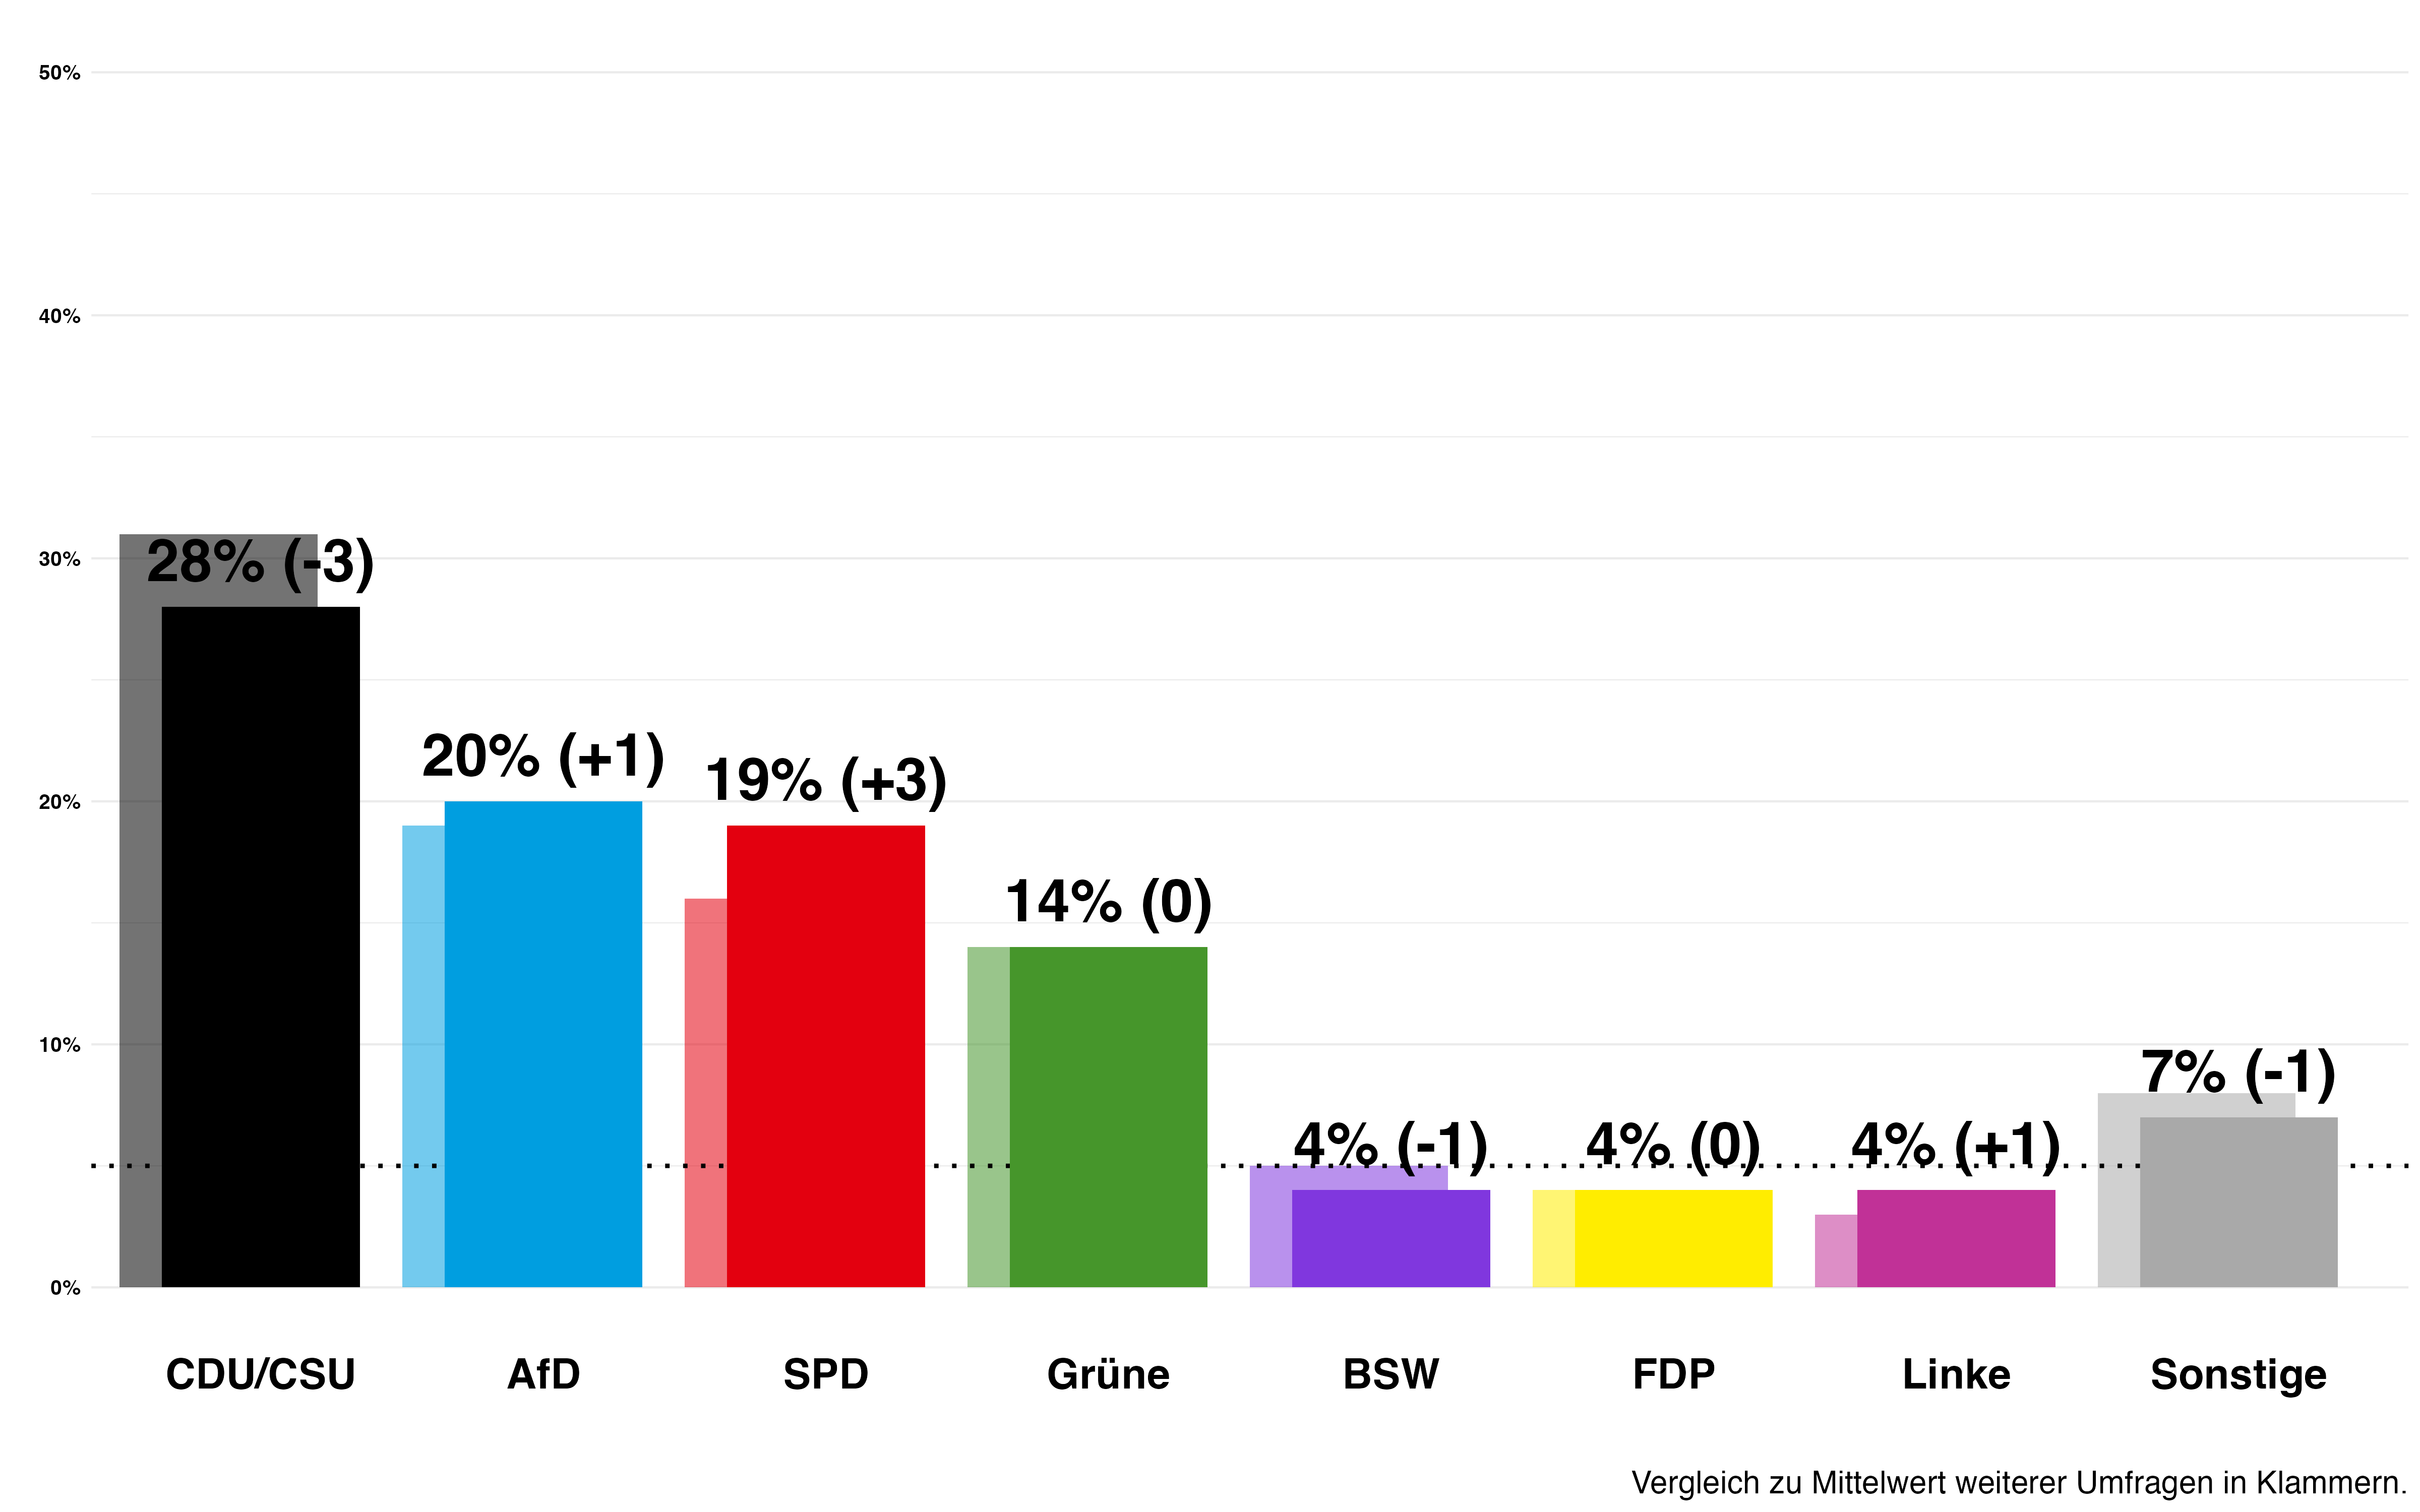 50%
40%
30%
20%
10%
0%
28% (-3)
20% (+1)
19% (+3)
14% (0)
4% (-1)
4% (0)
4% (+1)
7% (-1)
CDU/CSU
AfD
SPD
Grüne
BSW
FDP
Linke
Sonstige
Vergleich zu Mittelwert weiterer Umfragen in Klammern.